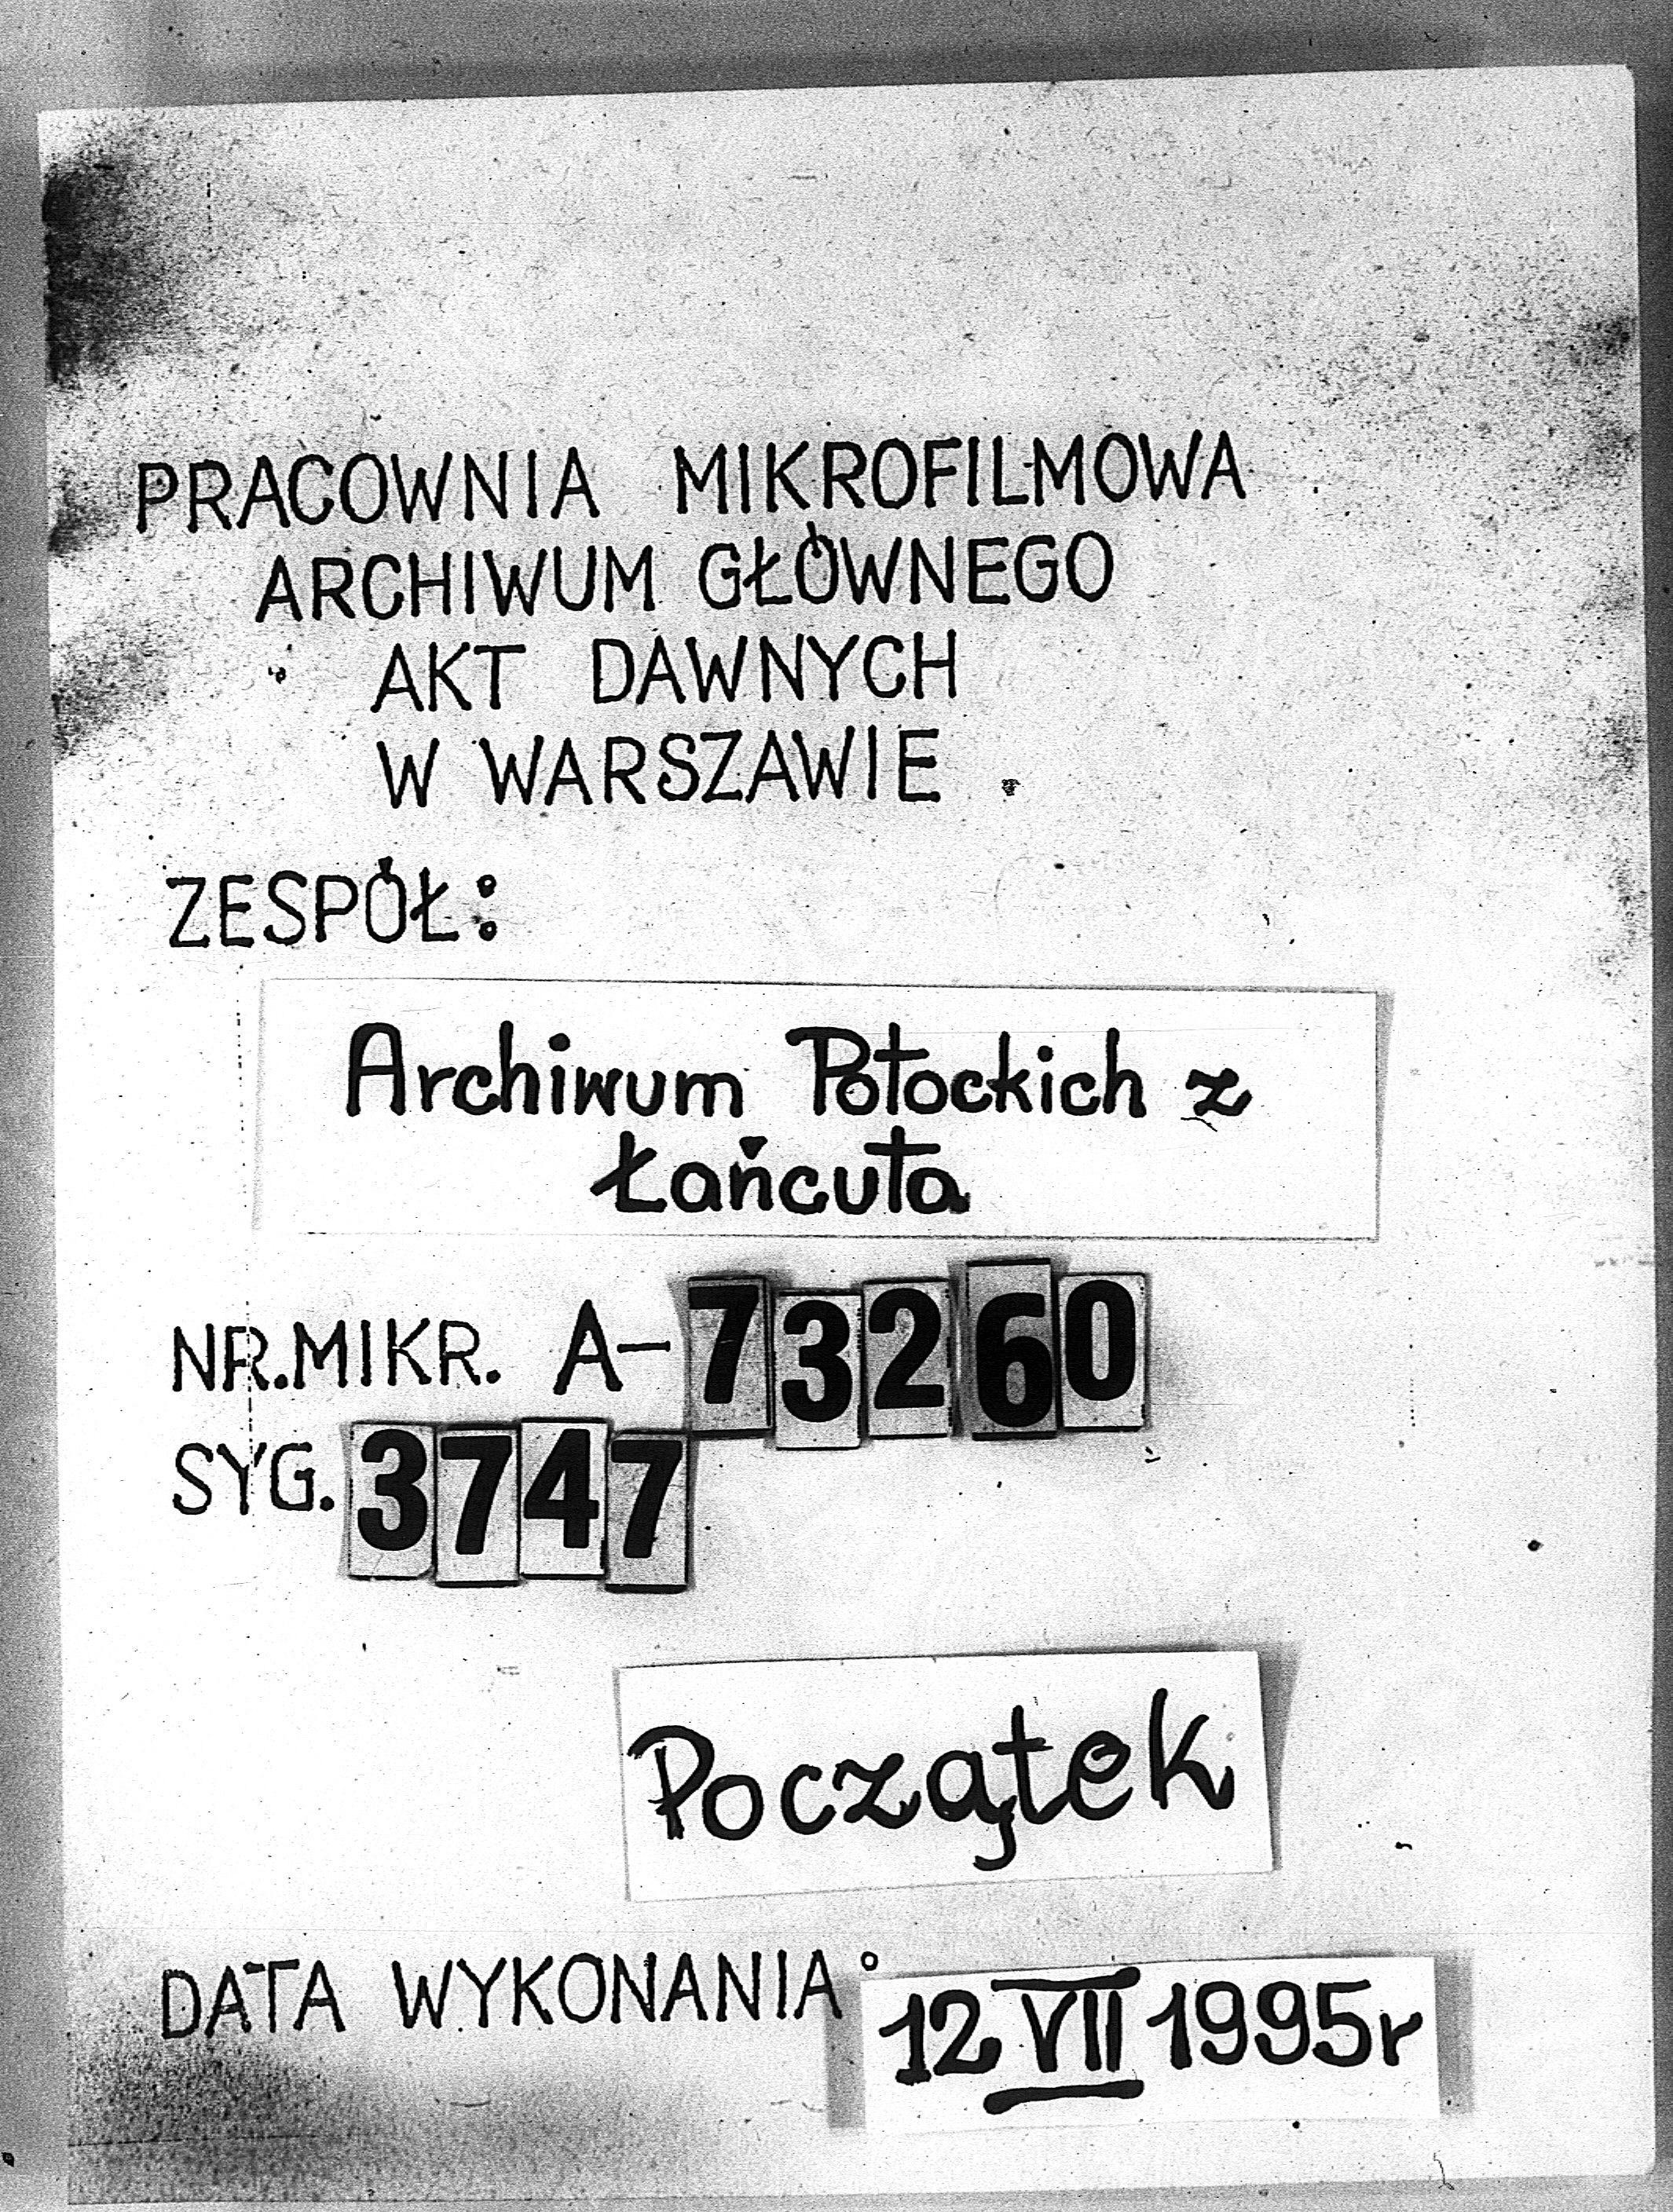 PRACOWNIA MIKROFILMOWA
ARCHIWUM GŁÓWNEGO
AKT DAWNYCH
W WARSZAWIE
ZESPÓŁ:
Archiwum Potockich z
Łańcuta
NR.MIKR. A-73260
SYG. 3747
Początek
DATA WYKONANIA: 12 VII 1995r